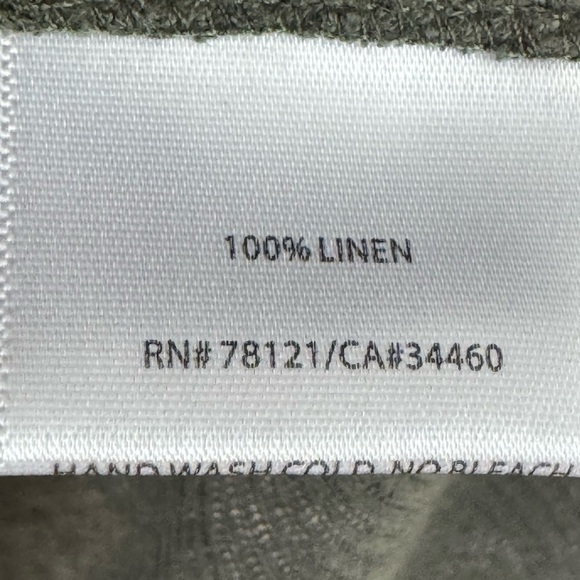 100% LINEN
RN# 78121/CA#34460
HAND WASH COLD, NO BLEACH